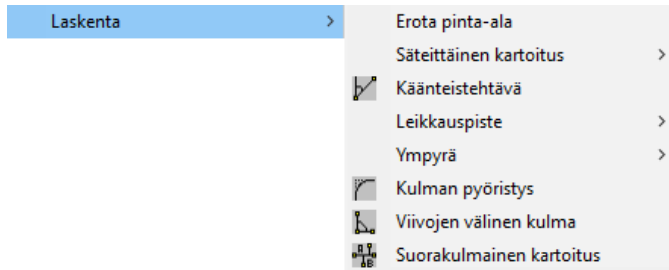 Laskenta
Erota pinta-ala
Säteittäinen kartoitus
Käänteistehtävä
Leikkauspiste
Ympyrä
Kulman pyöristys
Viivojen välinen kulma
Suorakulmainen kartoitus